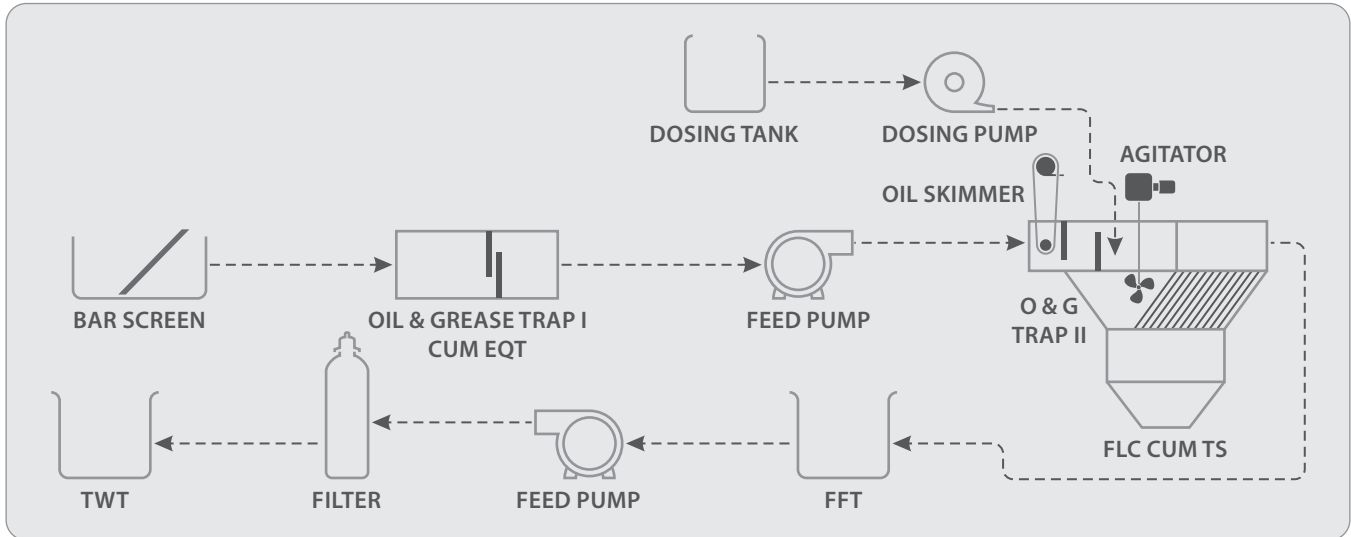 DOSING TANK
DOSING PUMP
AGITATOR
OIL SKIMMER
BAR SCREEN
OIL & GREASE TRAP I
CUM EQT
FEED PUMP
O & G
TRAP II
FLC CUM TS
TWT
FILTER
FEED PUMP
FFT